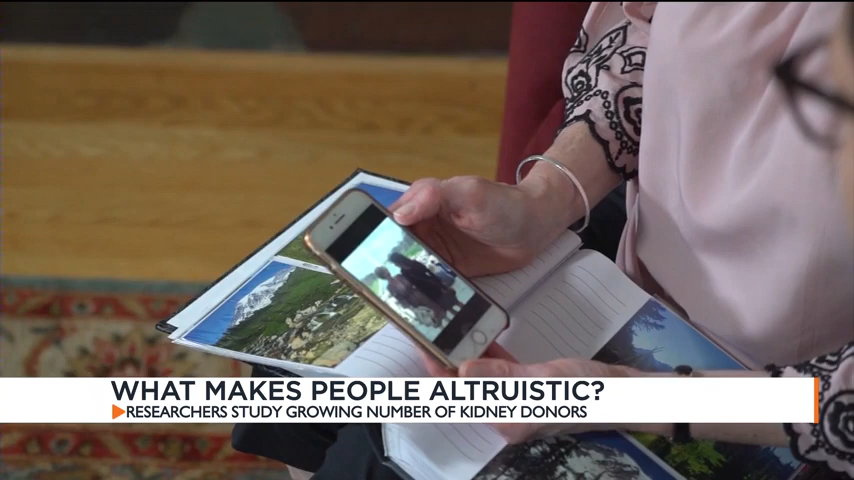 WHAT MAKES PEOPLE ALTRUISTIC?
RESEARCHERS STUDY GROWING NUMBER OF KIDNEY DONORS